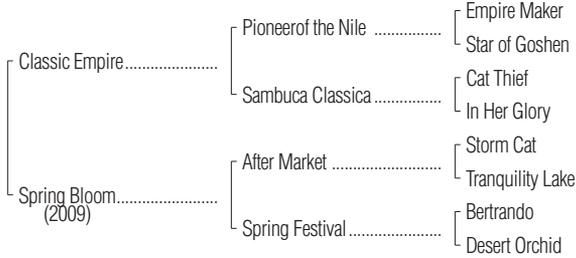 Empire Maker
Pioneerof the Nile ................
Star of Goshen
Classic Empire......................
Cat Thief
Sambuca Classica ................
In Her Glory
Storm Cat
After Market ..........................
Tranquility Lake
Spring Bloom........................
(2009)
Bertrando
Spring Festival ......................
Desert Orchid